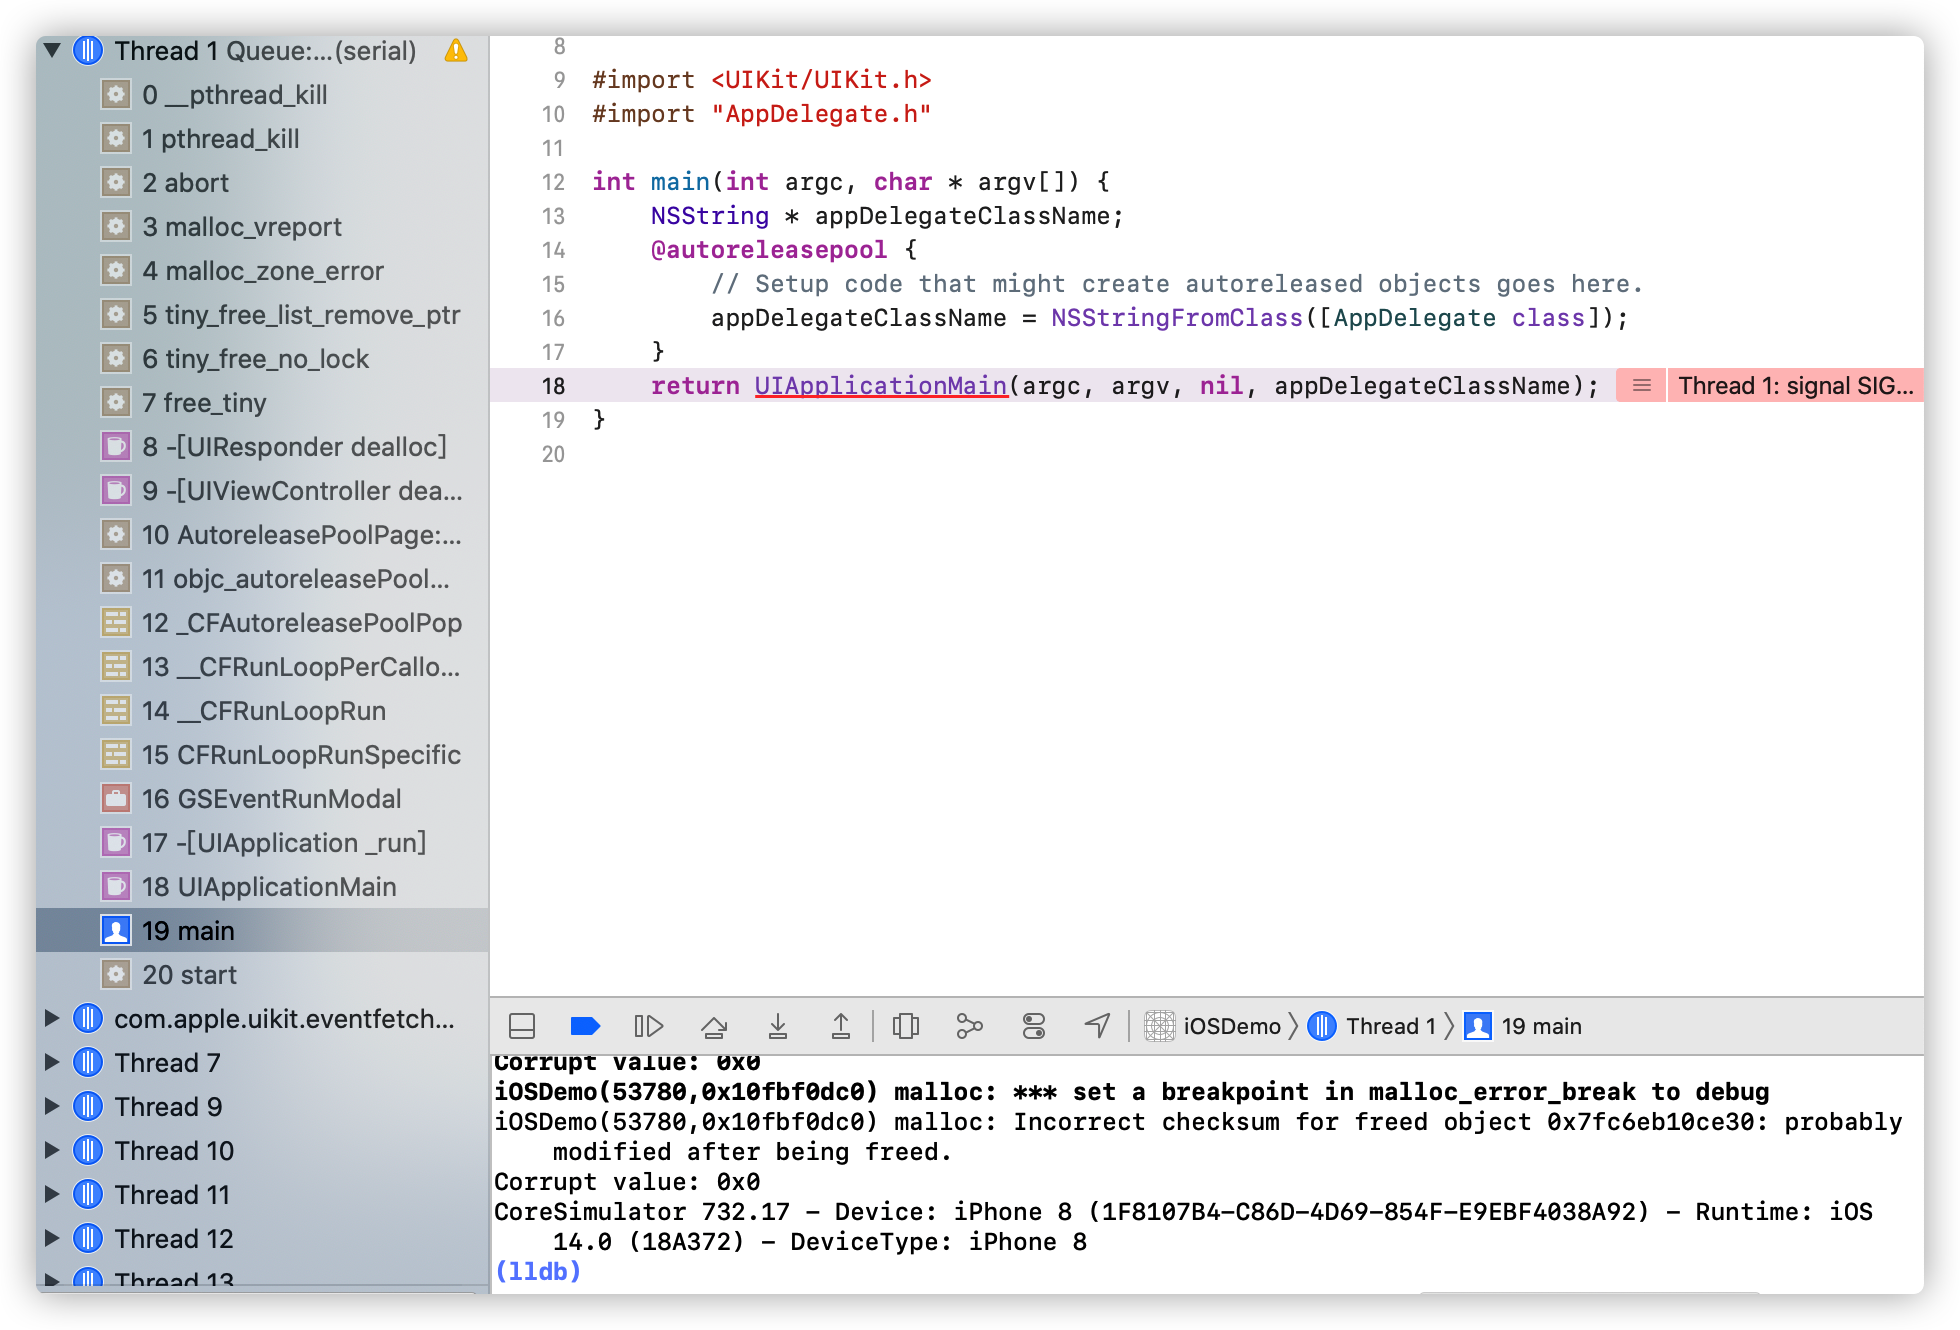 Thread 1 Queue:...(serial)
0 __pthread_kill
1 pthread_kill
2 abort
3 malloc_vreport
4 malloc_zone_error
5 tiny_free_list_remove_ptr
6 tiny_free_no_lock
7 free_tiny
8 -[UIResponder dealloc]
9 -[UIViewController dea...
10 AutoreleasePoolPage:...
11 objc_autoreleasePool...
12 _CFAutoreleasePoolPop
13 __CFRunLoopPerCallo...
14 __CFRunLoopRun
15 CFRunLoopRunSpecific
16 GSEventRunModal
17 -[UIApplication _run]
18 UIApplicationMain
19 main
20 start
com.apple.uikit.eventfetch...
Thread 7
Thread 9
Thread 10
Thread 11
Thread 12
Thread 13
8
9 #import <UIKit/UIKit.h>
10 #import "AppDelegate.h"
11
12 int main(int argc, char * argv[]) {
13 NSString * appDelegateClassName;
14 @autoreleasepool {
15 // Setup code that might create autoreleased objects goes here.
16 appDelegateClassName = NSStringFromClass([AppDelegate class]);
17 }
18 return UIApplicationMain(argc, argv, nil, appDelegateClassName); Thread 1: signal SIG...
19 }
20
iOSDemo Thread 1 19 main
Corrupt value: 0x0
iOSDemo(53780,0x10fbf0dc0) malloc: *** set a breakpoint in malloc_error_break to debug
iOSDemo(53780,0x10fbf0dc0) malloc: Incorrect checksum for freed object 0x7fc6eb10ce30: probably
modified after being freed.
Corrupt value: 0x0
CoreSimulator 732.17 - Device: iPhone 8 (1F8107B4-C86D-4D69-854F-E9EBF4038A92) - Runtime: iOS
14.0 (18A372) - DeviceType: iPhone 8
(lldb)